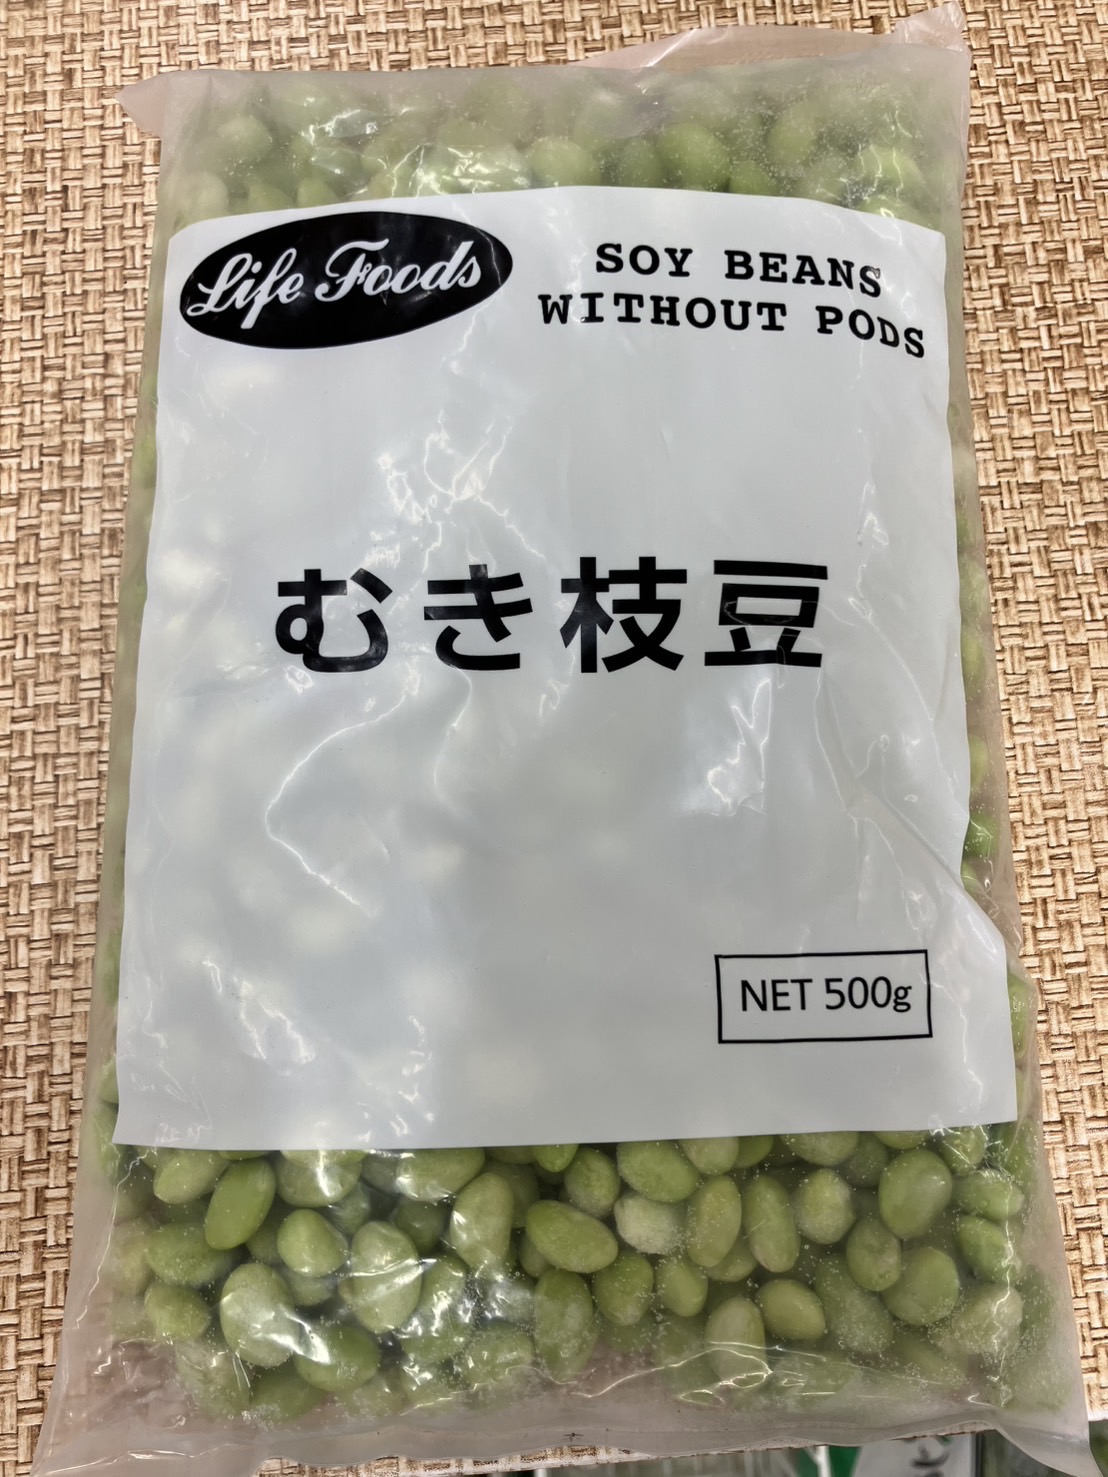 Life Foods
SOY BEANS
WITHOUT PODS
むき枝豆
NET 500g